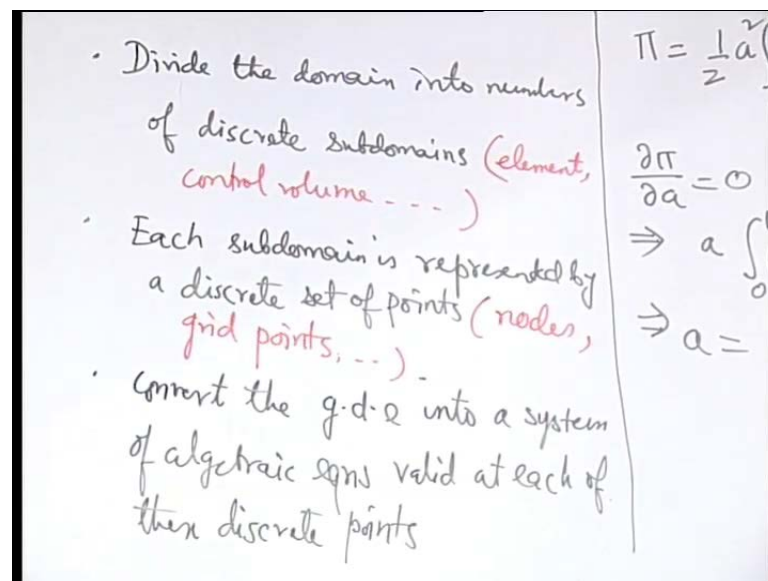 · Divide the domain into numbers
of discrete subdomains (element,
control volume - - - - )
· Each subdomain is represented by
a discrete set of points (nodes,
grid points, ...).
· Convert the g.d.e into a system
of algebraic eqns valid at each of
these discrete points
Π = 1/2 a² (
∂π/∂a = 0
⇒ a ∫₀
⇒ a =